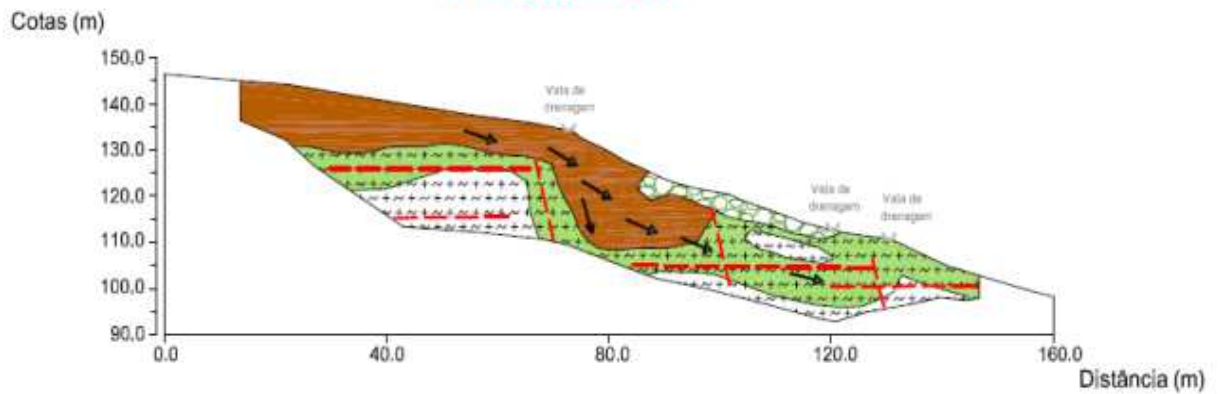 Cotas (m)
150.0
140.0
130.0
120.0
110.0
100.0
90.0
Vala de
drenagem
Vala de
drenagem
Vala de
drenagem
0.0
40.0
80.0
120.0
160.0
Distância (m)